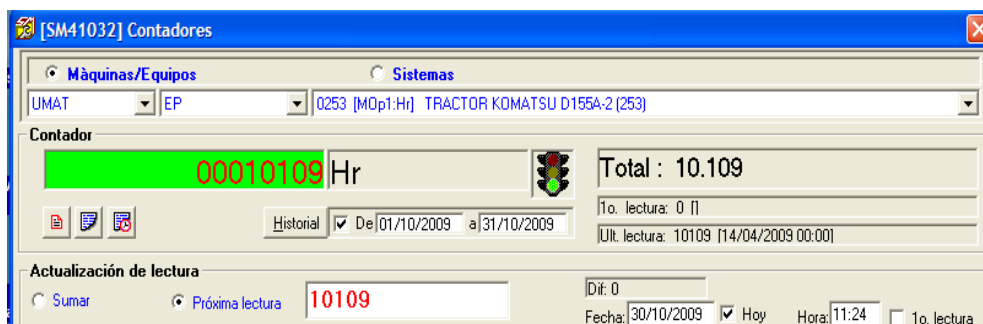 [SM41032] Contadores
Màquinas/Equipos Sistemas
UMAT EP 0253 [MOp1:Hr] TRACTOR KOMATSU D155A-2 (253)
Contador
00010109 Hr Total : 10.109
1o. lectura: 0 []
Historial De 01/10/2009 a 31/10/2009 Ult. lectura: 10109 [14/04/2009 00:00]
Actualización de lectura
Sumar Próxima lectura 10109 Dif: 0
Fecha: 30/10/2009 Hoy Hora: 11:24 1o. lectura